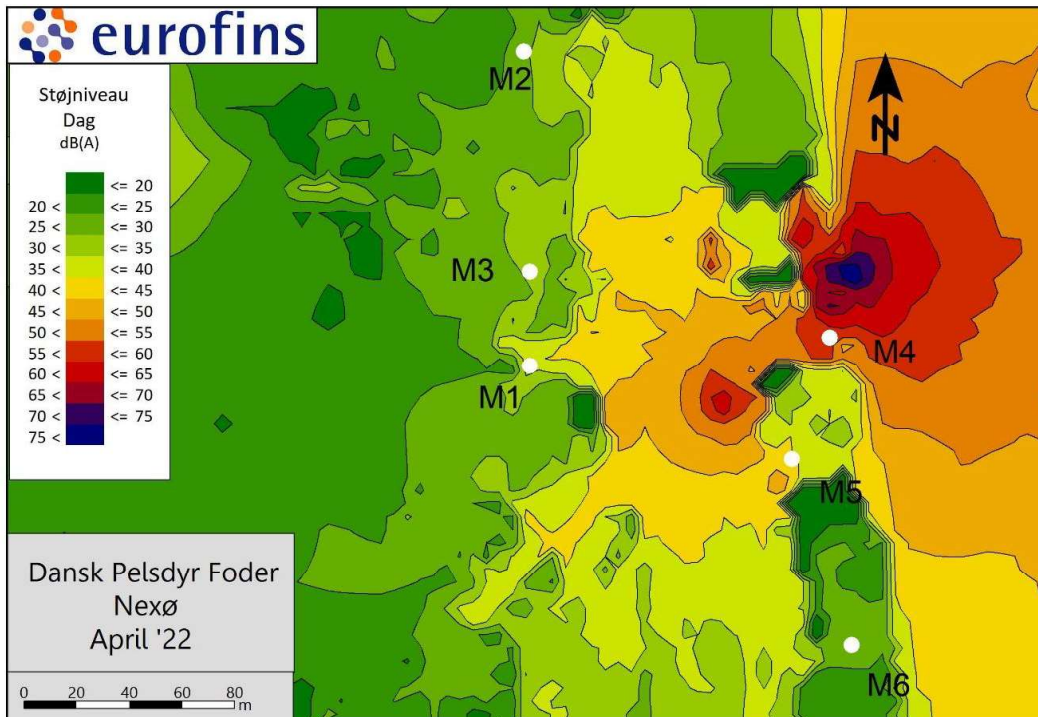 eurofins
Støjniveau
Dag
dB(A)
<= 20
20 < <= 25
25 < <= 30
30 < <= 35
35 < <= 40
40 < <= 45
45 < <= 50
50 < <= 55
55 < <= 60
60 < <= 65
65 < <= 70
70 < <= 75
75 <
M2
N
M3
M4
M1
M5
M6
Dansk Pelsdyr Foder
Nexø
April '22
0 20 40 60 80
m